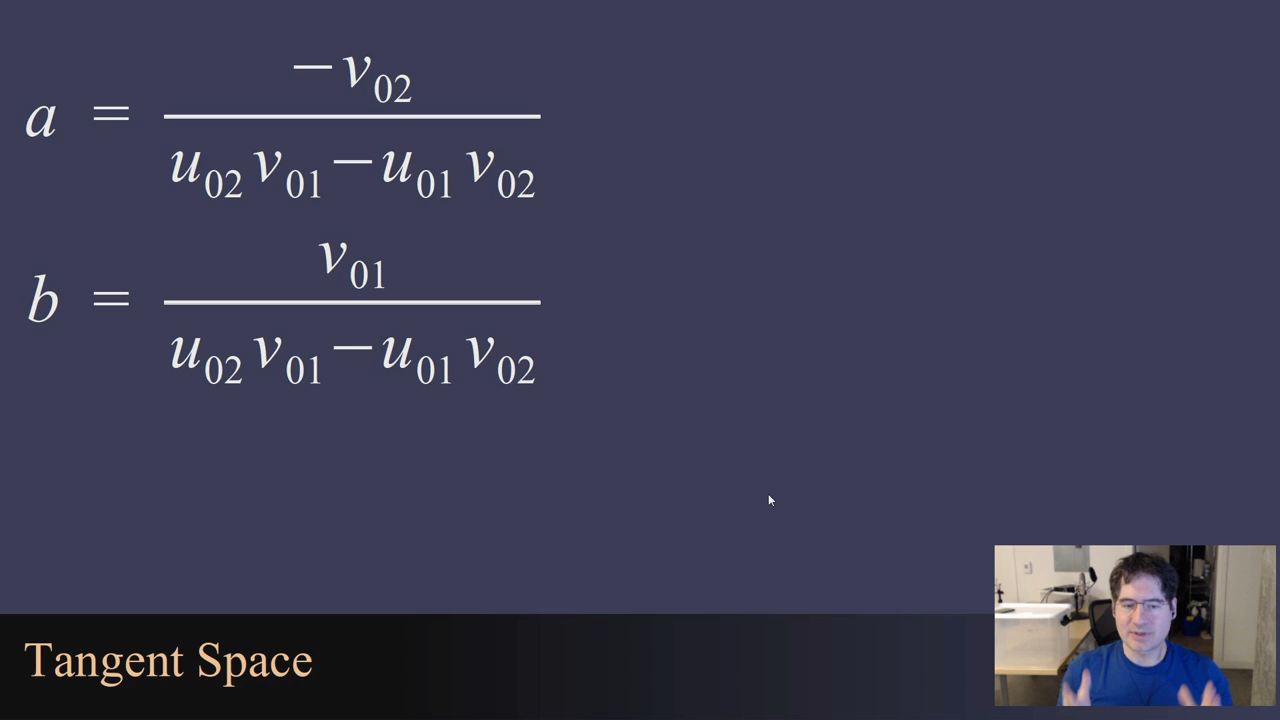 a = −v₀₂ / (u₀₂ v₀₁ − u₀₁ v₀₂)
b = v₀₁ / (u₀₂ v₀₁ − u₀₁ v₀₂)
Tangent Space